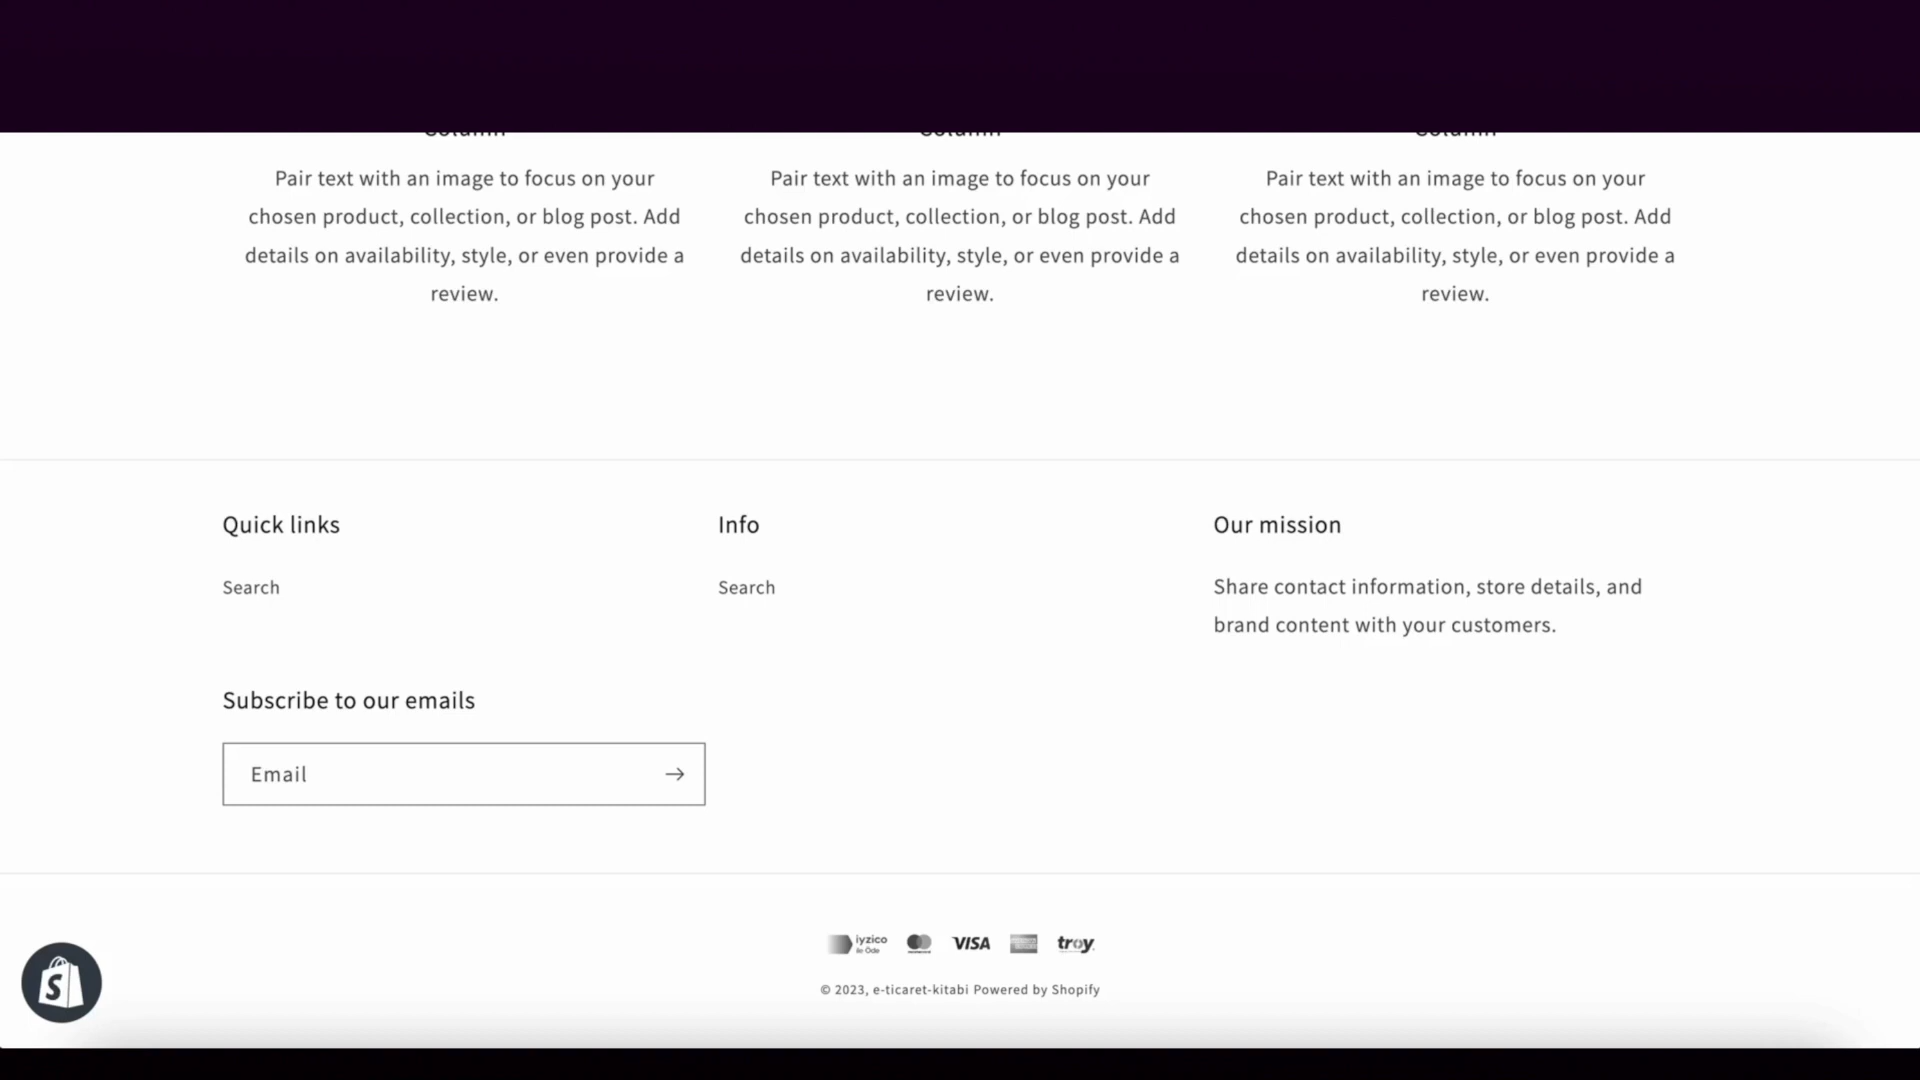 Column
Column
Column
Pair text with an image to focus on your
chosen product, collection, or blog post. Add
details on availability, style, or even provide a
review.
Pair text with an image to focus on your
chosen product, collection, or blog post. Add
details on availability, style, or even provide a
review.
Pair text with an image to focus on your
chosen product, collection, or blog post. Add
details on availability, style, or even provide a
review.
Quick links
Search
Info
Search
Our mission
Share contact information, store details, and
brand content with your customers.
Subscribe to our emails
Email
iyzico
ile Öde
VISA
troy
© 2023, e-ticaret-kitabi Powered by Shopify